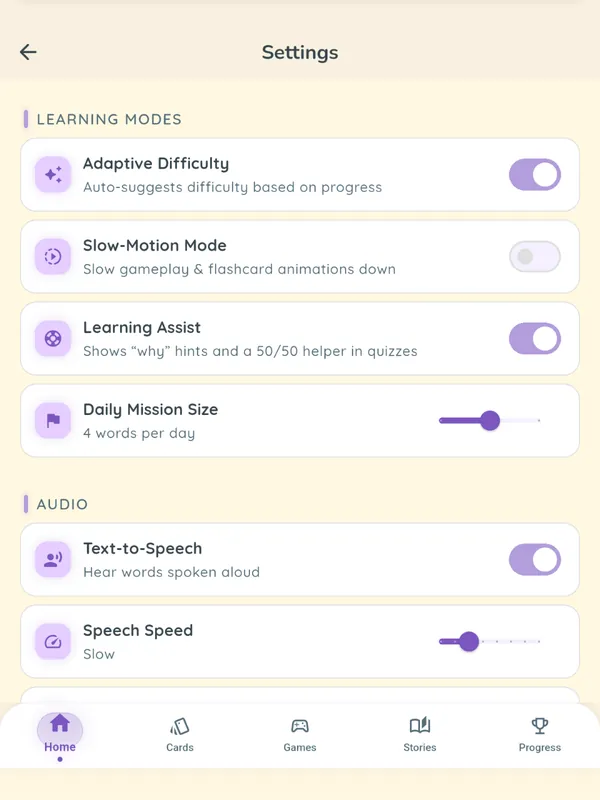 Settings
LEARNING MODES
Adaptive Difficulty
Auto-suggests difficulty based on progress
Slow-Motion Mode
Slow gameplay & flashcard animations down
Learning Assist
Shows “why” hints and a 50/50 helper in quizzes
Daily Mission Size
4 words per day
AUDIO
Text-to-Speech
Hear words spoken aloud
Speech Speed
Slow
Home
Cards
Games
Stories
Progress